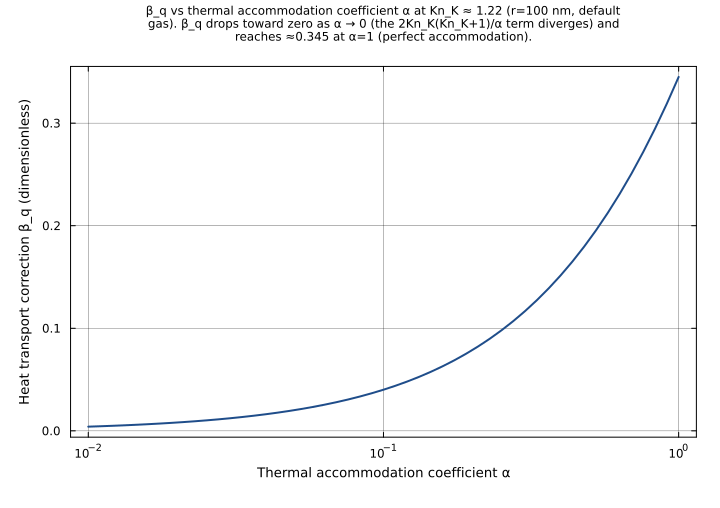 β_q vs thermal accommodation coefficient α at Kn_K ≈ 1.22 (r=100 nm, default
gas). β_q drops toward zero as α → 0 (the 2Kn_K(Kn_K+1)/α term diverges) and
reaches ≈0.345 at α=1 (perfect accommodation).
Heat transport correction β_q (dimensionless)
0.3
0.2
0.1
0.0
10⁻² 10⁻¹ 10⁰
Thermal accommodation coefficient α